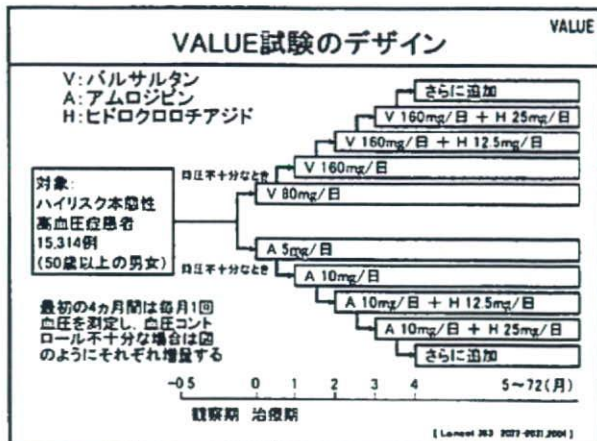 VALUE
VALUE試験のデザイン
V:バルサルタン
A:アムロジピン
H:ヒドロクロロチアジド
さらに追加
V 160mg/日 + H 25mg/日
V 160mg/日 + H 12.5mg/日
V 160mg/日
降圧不十分なとき
V 80mg/日
対象:
ハイリスク本態性
高血圧症患者
15,314例
(50歳以上の男女)
A 5mg/日
降圧不十分なとき
A 10mg/日
A 10mg/日 + H 12.5mg/日
A 10mg/日 + H 25mg/日
さらに追加
最初の4ヵ月間は毎月1回
血圧を測定し、血圧コント
ロール不十分な場合は図
のようにそれぞれ増量する
-0.5 0 1 2 3 4 5~72(月)
観察期 治療期
[Lancet 363 2022-2031,2004]